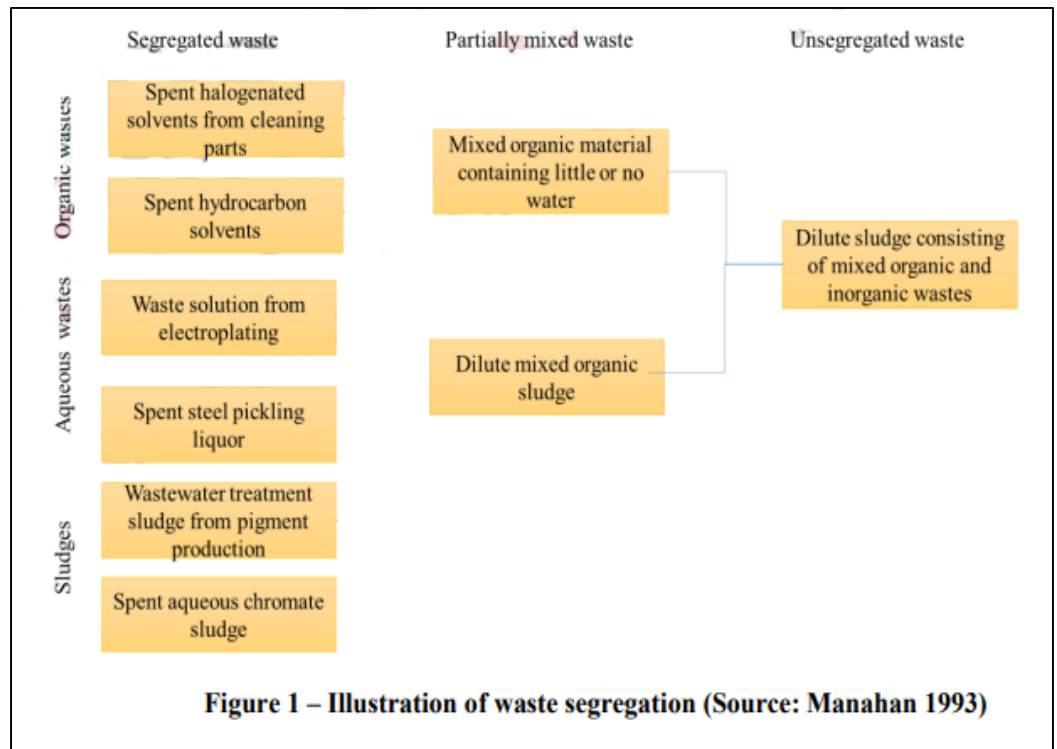 Segregated waste
Partially mixed waste
Unsegregated waste
Organic wastes
Spent halogenated
solvents from cleaning
parts
Spent hydrocarbon
solvents
Aqueous wastes
Waste solution from
electroplating
Spent steel pickling
liquor
Sludges
Wastewater treatment
sludge from pigment
production
Spent aqueous chromate
sludge
Mixed organic material
containing little or no
water
Dilute mixed organic
sludge
Dilute sludge consisting
of mixed organic and
inorganic wastes
Figure 1 – Illustration of waste segregation (Source: Manahan 1993)